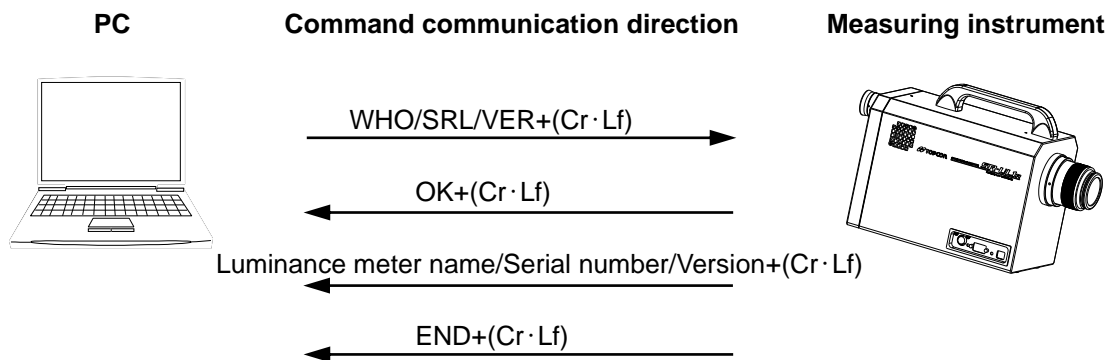 PC Command communication direction Measuring instrument
WHO/SRL/VER+(Cr·Lf)
OK+(Cr·Lf)
Luminance meter name/Serial number/Version+(Cr·Lf)
END+(Cr·Lf)
TOPCON